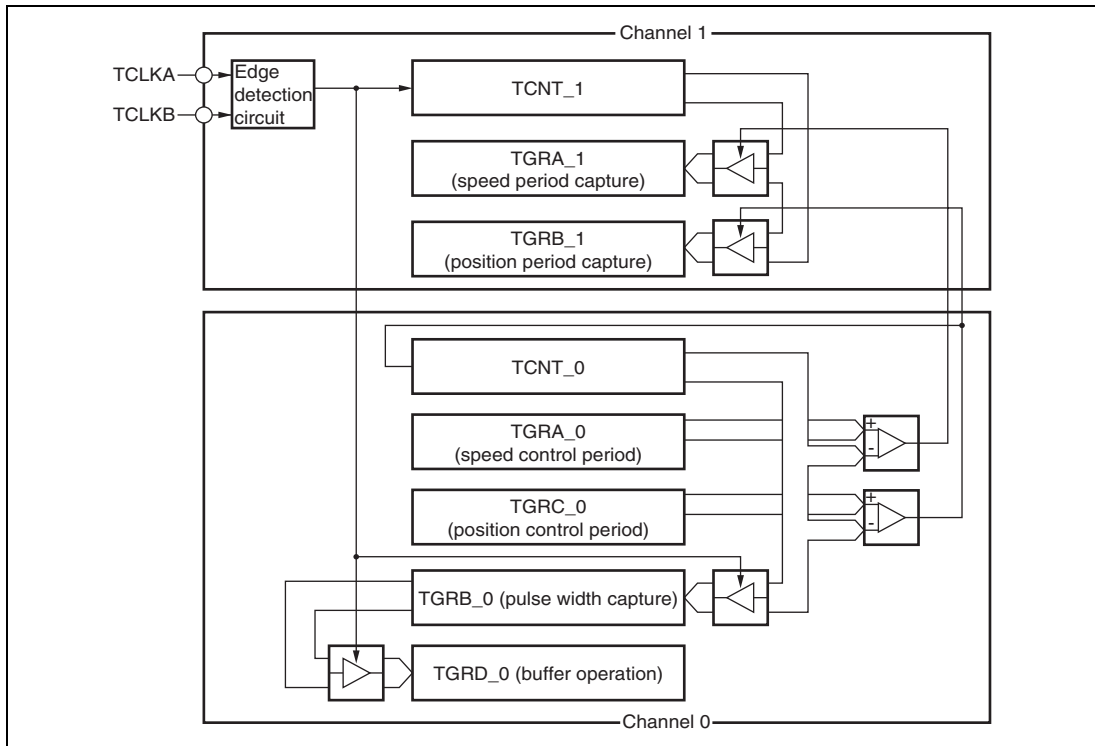 Channel 1
TCLKA
TCLKB
Edge
detection
circuit
TCNT_1
TGRA_1
(speed period capture)
TGRB_1
(position period capture)
TCNT_0
TGRA_0
(speed control period)
+
-
TGRC_0
(position control period)
+
-
TGRB_0 (pulse width capture)
TGRD_0 (buffer operation)
Channel 0